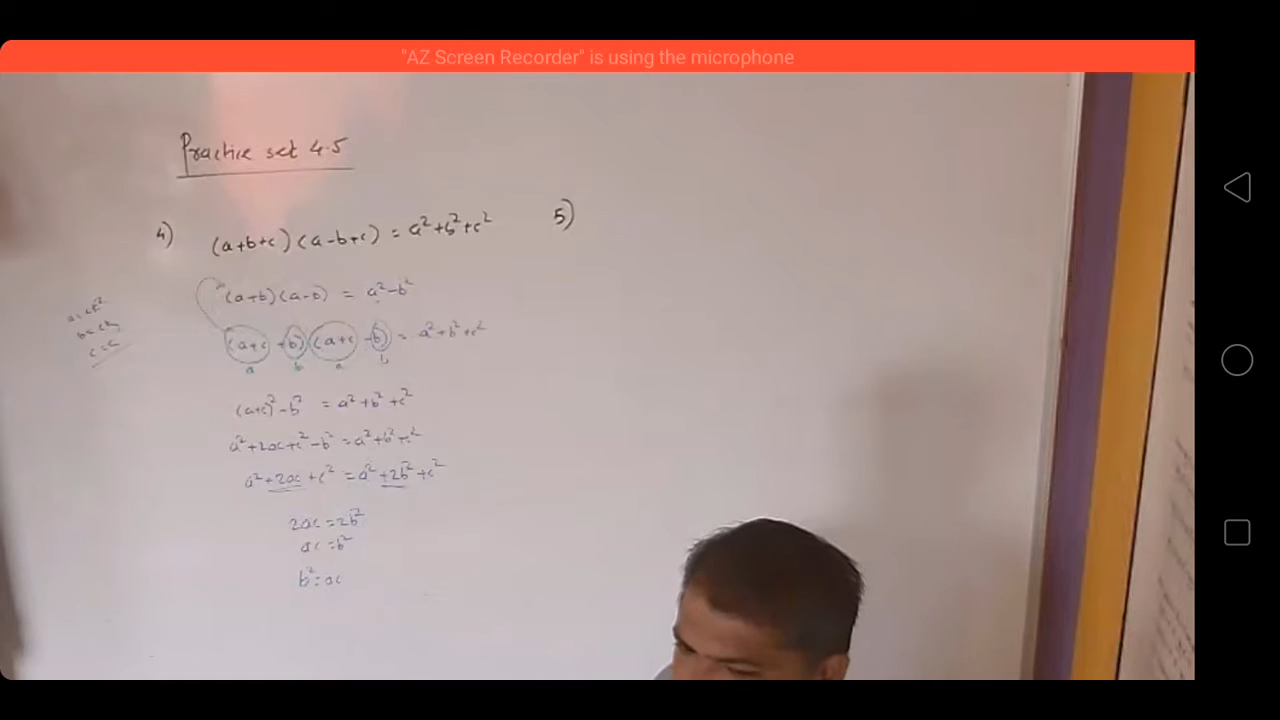 "AZ Screen Recorder" is using the microphone
Practice set 4.5
4) (a+b+c)(a-b+c) = a²+b²+c²
(a+b)(a-b) = a²-b²
(a+c +b)(a+c -b) = a²+b²+c²
a b a b
(a+c)²-b² = a²+b²+c²
a²+2ac+c²-b² = a²+b²+c²
a²+2ac+c² = a²+2b²+c²
2ac = 2b²
ac = b²
b² = ac
a = ck²
b = ck
c = c
5)